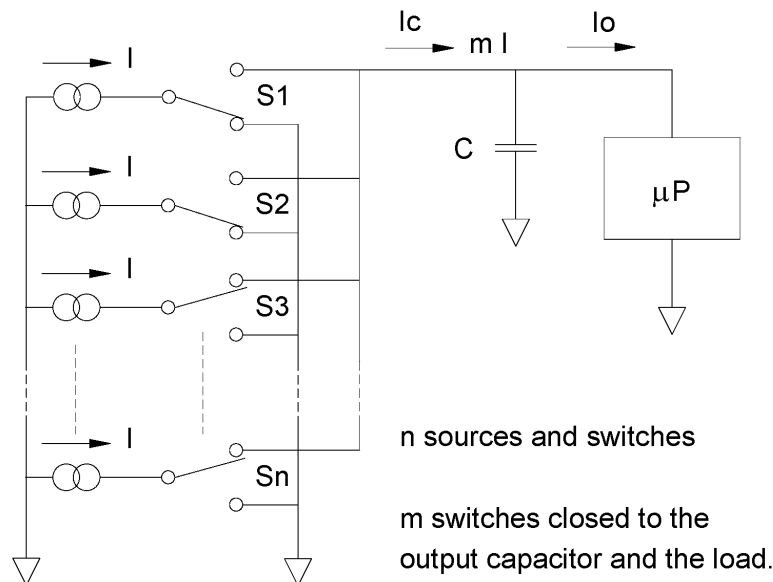 Ic
m I
Io
I
S1
C
μP
I
S2
I
S3
I
Sn
n sources and switches
m switches closed to the
output capacitor and the load.